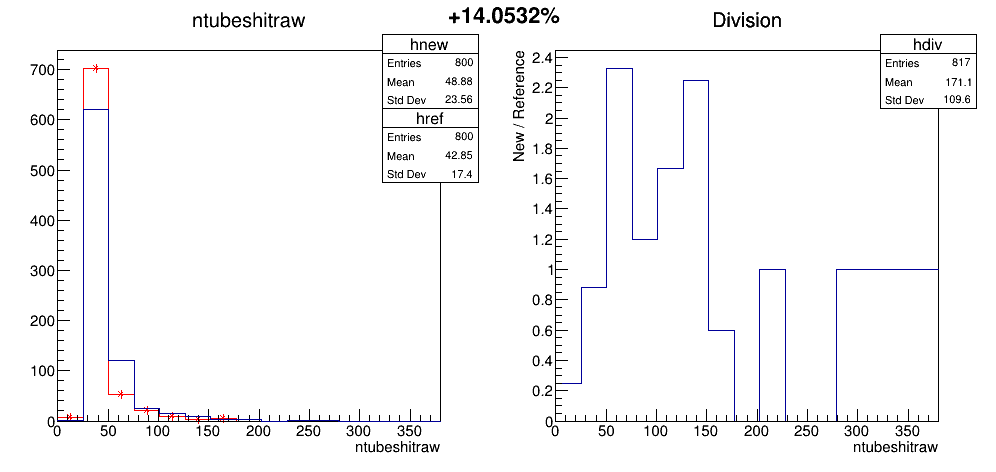 +14.0532%
ntubeshitraw
hnew
Entries 800
Mean 48.88
Std Dev 23.56
href
Entries 800
Mean 42.85
Std Dev 17.4
700
600
500
400
300
200
100
0
0 50 100 150 200 250 300 350
ntubeshitraw
Division
hdiv
Entries 817
Mean 171.1
Std Dev 109.6
New / Reference
2.4
2.2
2
1.8
1.6
1.4
1.2
1
0.8
0.6
0.4
0.2
0
0 50 100 150 200 250 300 350
ntubeshitraw